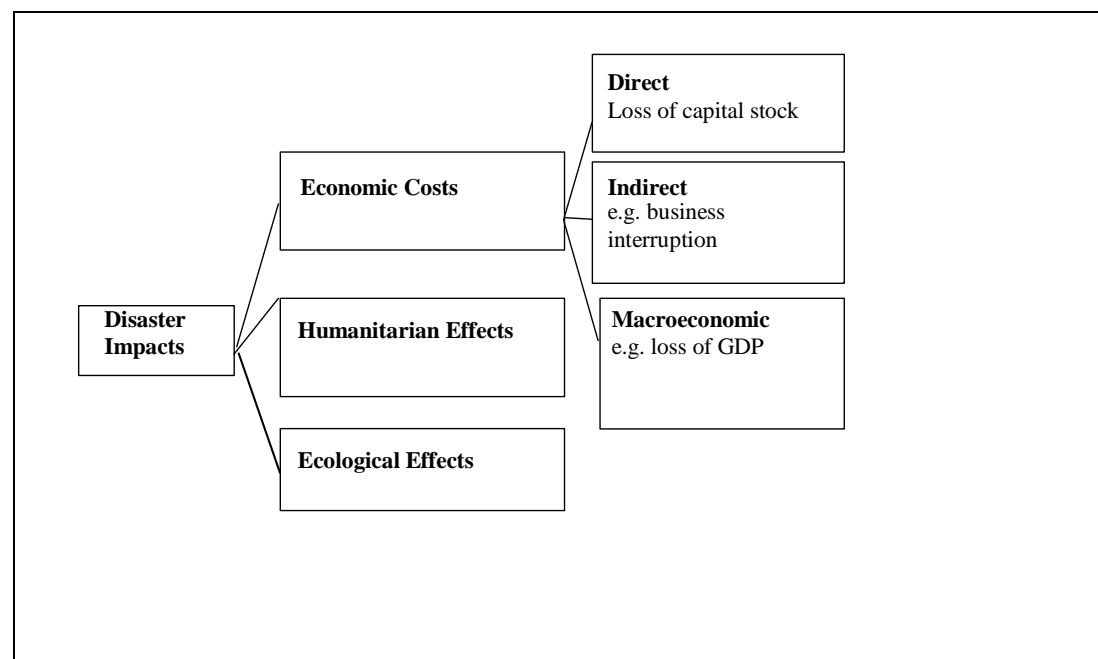 Disaster
Impacts
Economic Costs
Humanitarian Effects
Ecological Effects
Direct
Loss of capital stock
Indirect
e.g. business
interruption
Macroeconomic
e.g. loss of GDP